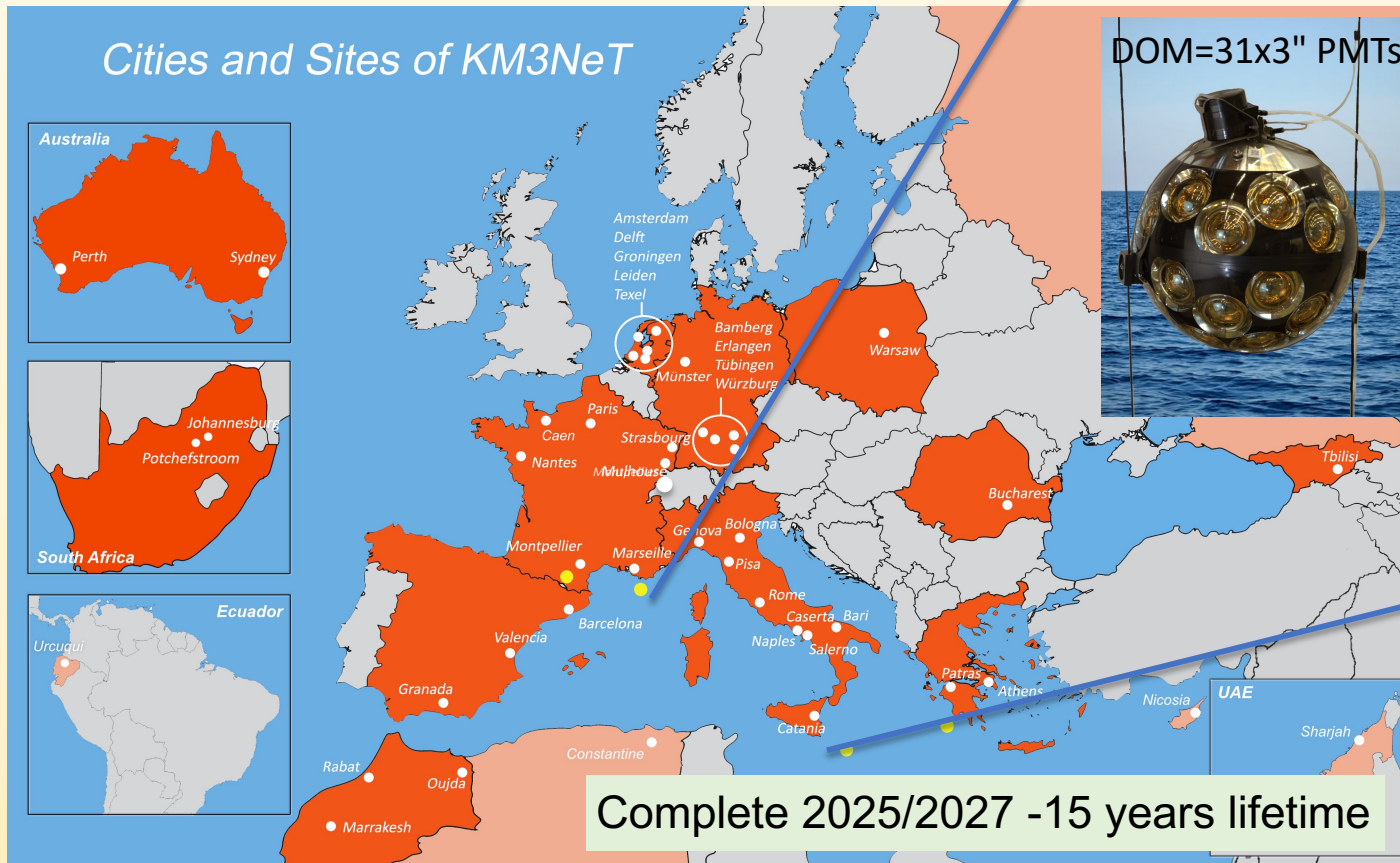 Cities and Sites of KM3NeT
DOM=31x3" PMTs
Australia
Perth
Sydney
Johannesburg
Potchefstroom
South Africa
Ecuador
Urcuqui
Amsterdam
Delft
Groningen
Leiden
Texel
Bamberg
Erlangen
Tübingen
Würzburg
Münster
Warsaw
Paris
Caen
Strasbourg
Nantes
Mulhouse
Tbilisi
Bucharest
Genova
Bologna
Montpellier
Marseille
Pisa
Rome
Barcelona
Caserta
Bari
Naples
Salerno
Valencia
Granada
Patras
Athens
Catania
Nicosia
UAE
Sharjah
Constantine
Rabat
Oujda
Marrakesh
Complete 2025/2027 -15 years lifetime